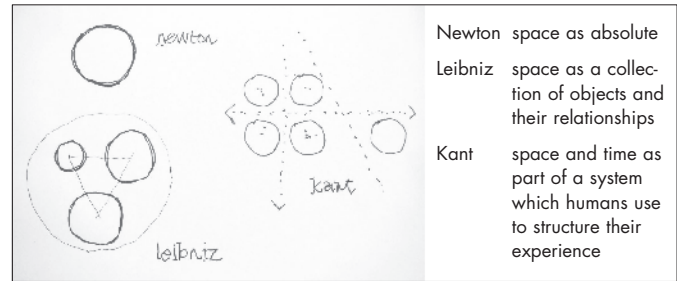 newton
kant
leibniz
Newton space as absolute
Leibniz space as a collec-
tion of objects and
their relationships
Kant space and time as
part of a system
which humans use
to structure their
experience